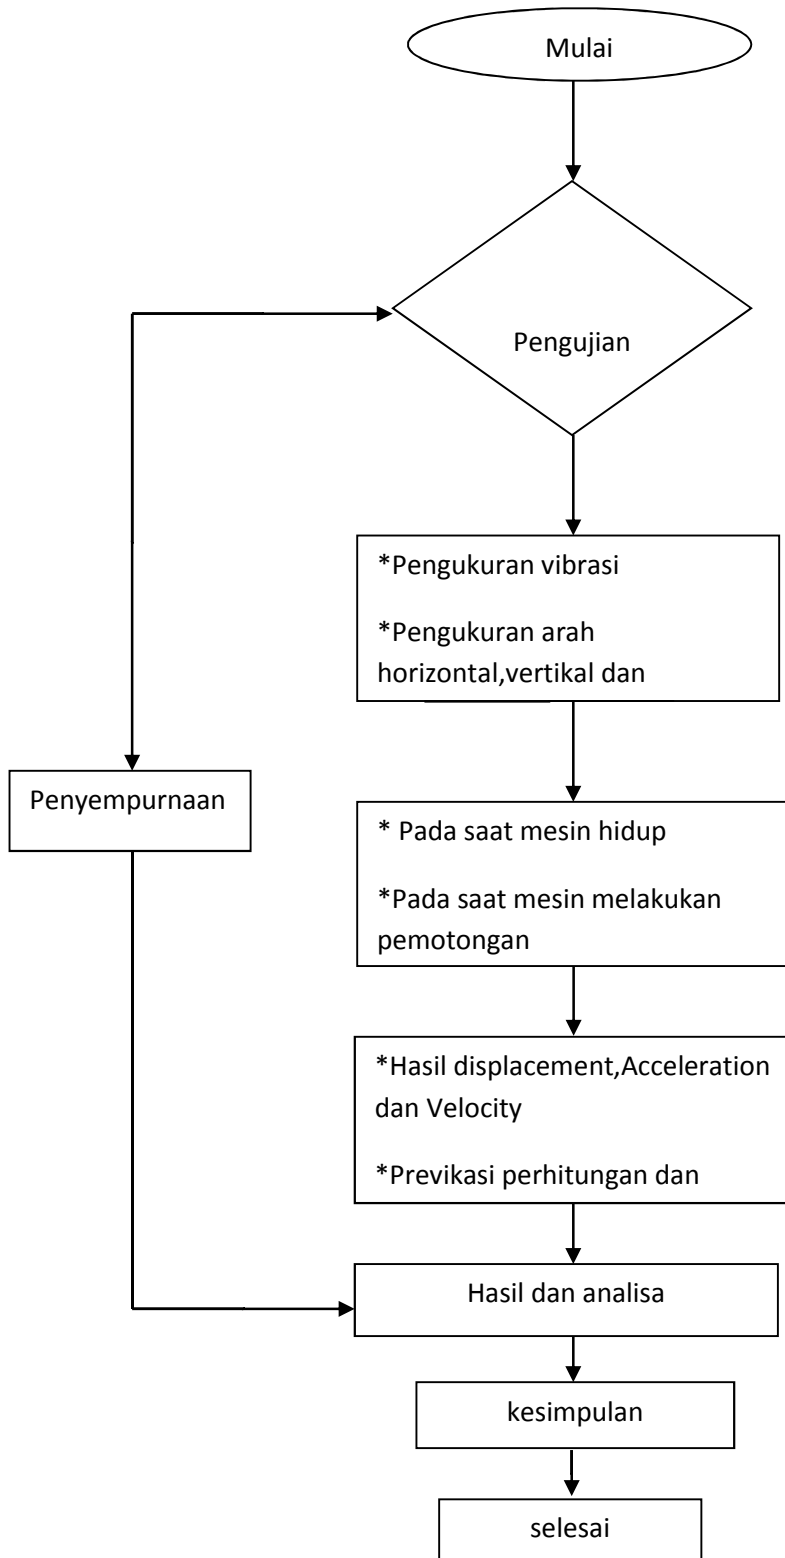 Mulai
Pengujian
*Pengukuran vibrasi
*Pengukuran arah
horizontal,vertikal dan
Penyempurnaan
* Pada saat mesin hidup
*Pada saat mesin melakukan
pemotongan
*Hasil displacement,Acceleration
dan Velocity
*Previkasi perhitungan dan
Hasil dan analisa
kesimpulan
selesai